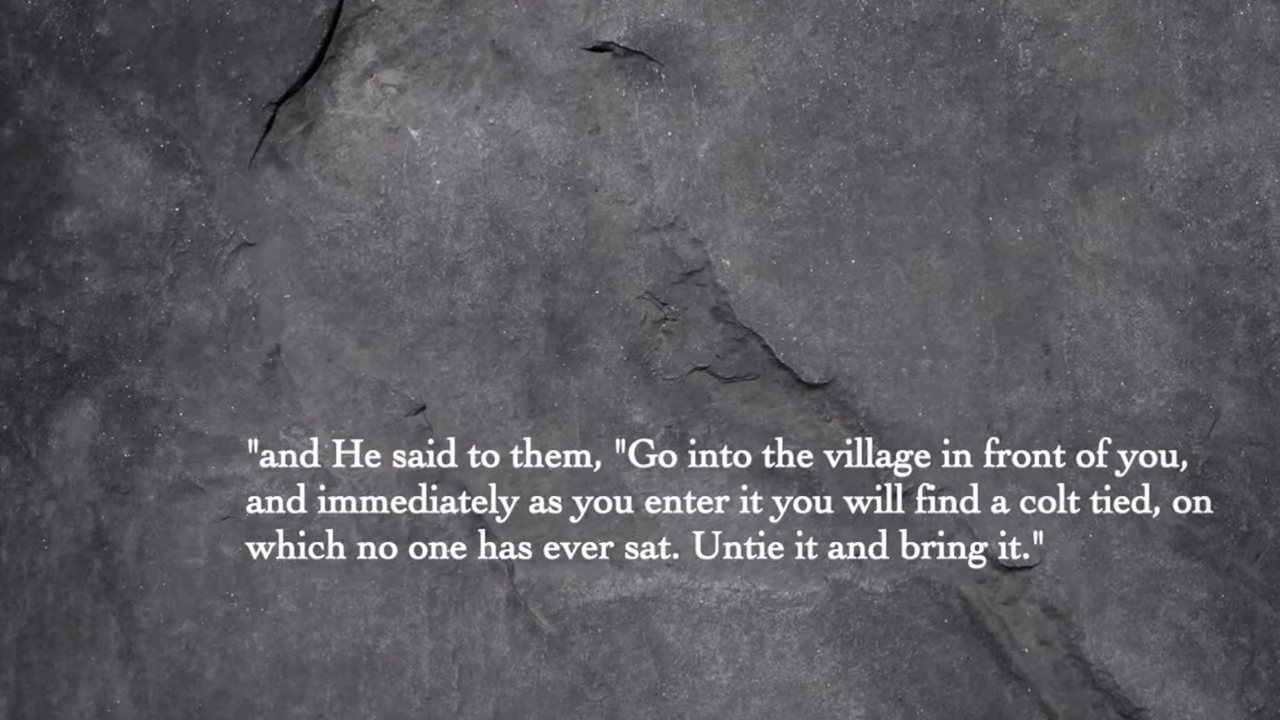 "and He said to them, "Go into the village in front of you,
and immediately as you enter it you will find a colt tied, on
which no one has ever sat. Untie it and bring it."